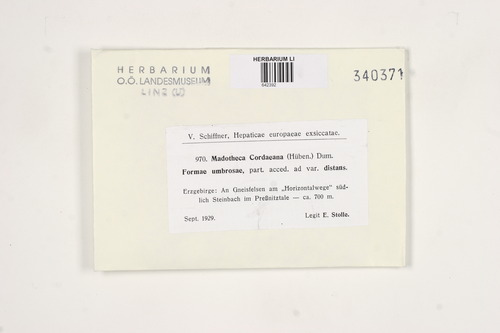 HERBARIUM
O.Ö. LANDESMUSEUM
LINZ (LI)
HERBARIUM LI
642392
340371
V. Schiffner, Hepaticae europaeae exsiccatae.
970. Madotheca Cordaeana (Hüben.) Dum.
Formae umbrosae, part. acced. ad var. distans.
Erzgebirge: An Gneisfelsen am „Horizontalwege" süd-
lich Steinbach im Preßnitztale — ca. 700 m.
Sept. 1929. Legit E. Stolle.